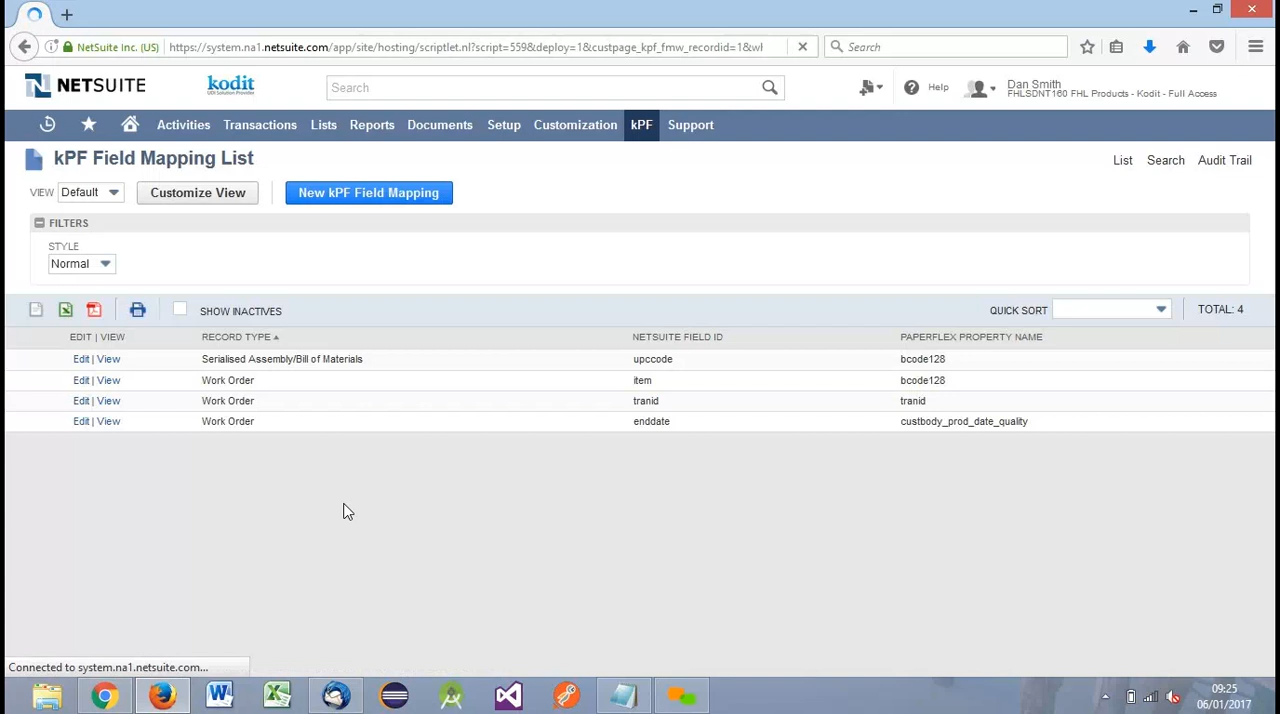 NetSuite Inc. (US) https://system.na1.netsuite.com/app/site/hosting/scriptlet.nl?script=5598&deploy=1&custpage_kpf_fmw_recordid=1&wl Search
NETSUITE kodit Search Help Dan Smith
FHLSDNT160 FHL Products - Kodit - Full Access
Activities Transactions Lists Reports Documents Setup Customization kPF Support
kPF Field Mapping List List Search Audit Trail
VIEW Default Customize View New kPF Field Mapping
FILTERS
STYLE
Normal
SHOW INACTIVES QUICK SORT TOTAL: 4
EDIT | VIEW RECORD TYPE NETSUITE FIELD ID PAPERFLEX PROPERTY NAME
Edit | View Serialised Assembly/Bill of Materials upccode bcode128
Edit | View Work Order item bcode128
Edit | View Work Order tranid tranid
Edit | View Work Order enddate custbody_prod_date_quality
Connected to system.na1.netsuite.com...
09:25
06/01/2017